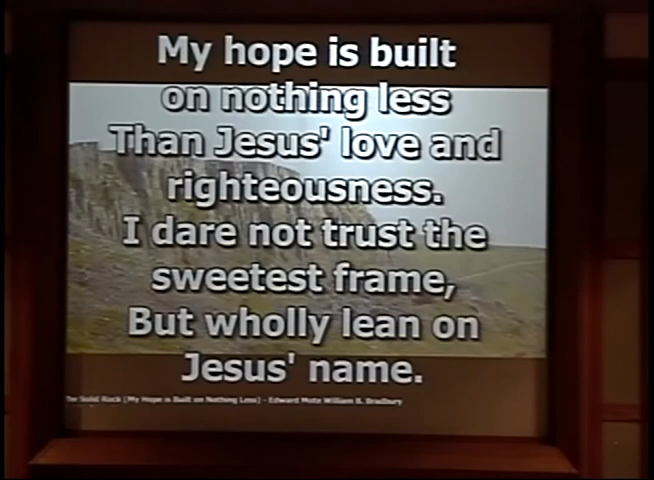 My hope is built
on nothing less
Than Jesus' love and
righteousness.
I dare not trust the
sweetest frame,
But wholly lean on
Jesus' name.
The Solid Rock (My Hope is Built on Nothing Less) - Edward Mote William B. Bradbury